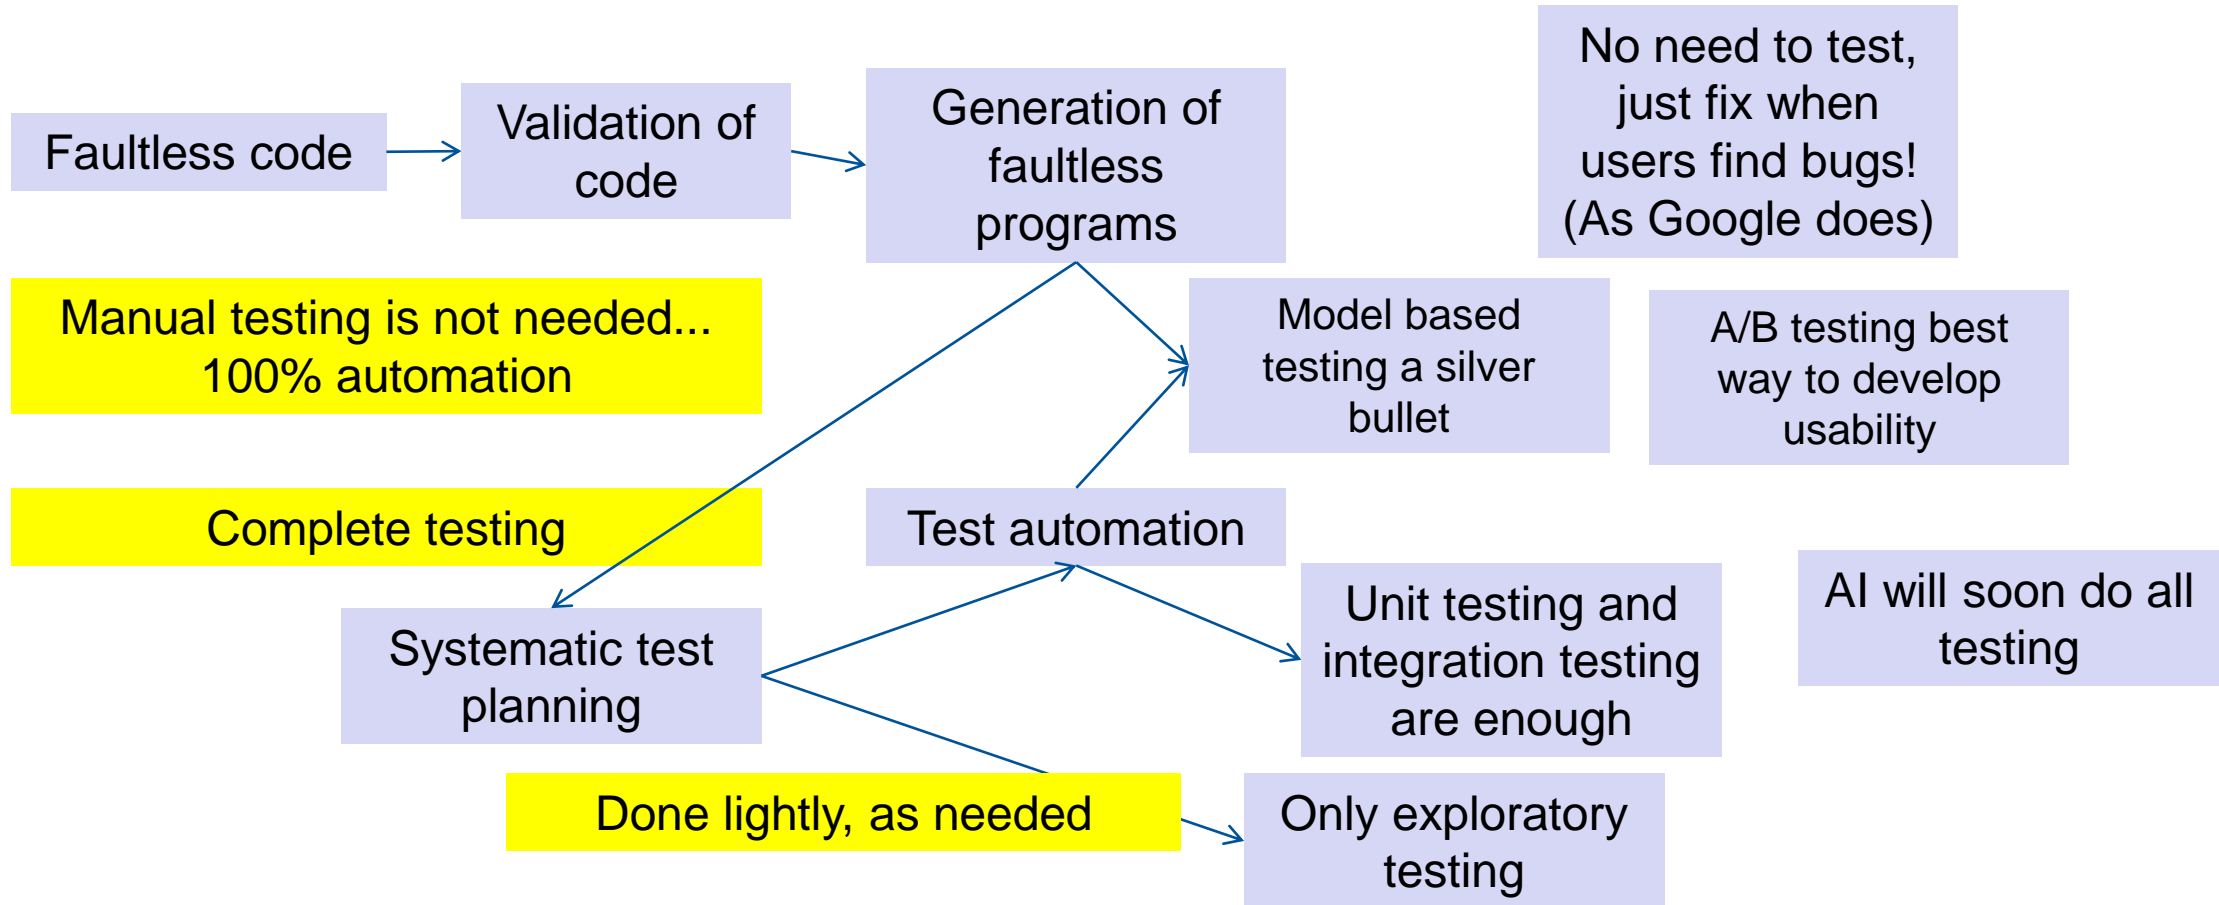 Faultless code
Validation of
code
Generation of
faultless
programs
No need to test,
just fix when
users find bugs!
(As Google does)
Manual testing is not needed...
100% automation
Model based
testing a silver
bullet
A/B testing best
way to develop
usability
Complete testing
Test automation
Systematic test
planning
Unit testing and
integration testing
are enough
AI will soon do all
testing
Done lightly, as needed
Only exploratory
testing